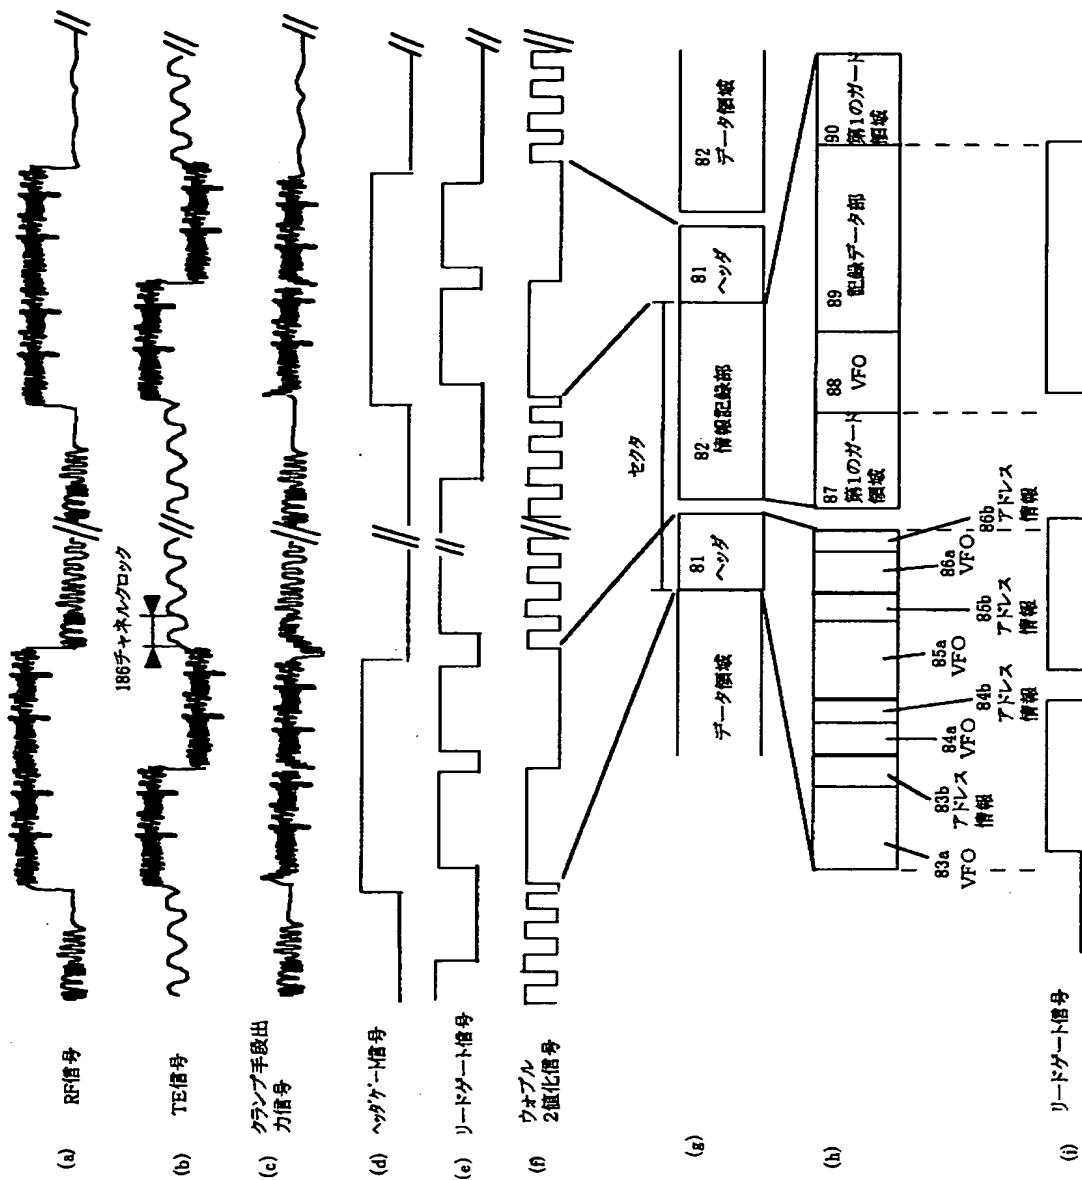 (a) RF信号
(b) TE信号
186チャネルクロック
(c) クランプ手段出
力信号
(d) ヘッダゲート信号
(e) リードゲート信号
(f) ウォブル
2値化信号
(g)
データ領域
81
ヘッダ
セクタ
82
情報記録部
81
ヘッダ
82
データ領域
(h)
83a
VFO
83b
アドレス
情報
84a
VFO
84b
アドレス
情報
85a
VFO
85b
アドレス
情報
86a
VFO
86b
アドレス
情報
87
第1のガード
領域
88
VFO
89
記録データ部
90
第1のガード
領域
(i) リードゲート信号